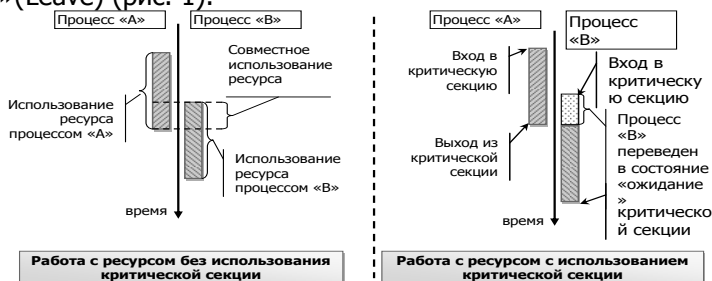 »(Leave) (рис. 1).
Процесс «А»
Процесс «В»
Совместное
использование
ресурса
Использование
ресурса
процессом «А»
Использование
ресурса
процессом «В»
время
Работа с ресурсом без использования
критической секции
Процесс «А»
Процесс
«В»
Вход в
критическую
секцию
Вход в
критическу
ю секцию
Выход из
критической
секции
Процесс
«В»
переведен
в состояние
«ожидание
»
критическо
й секции
время
Работа с ресурсом с использованием
критической секции